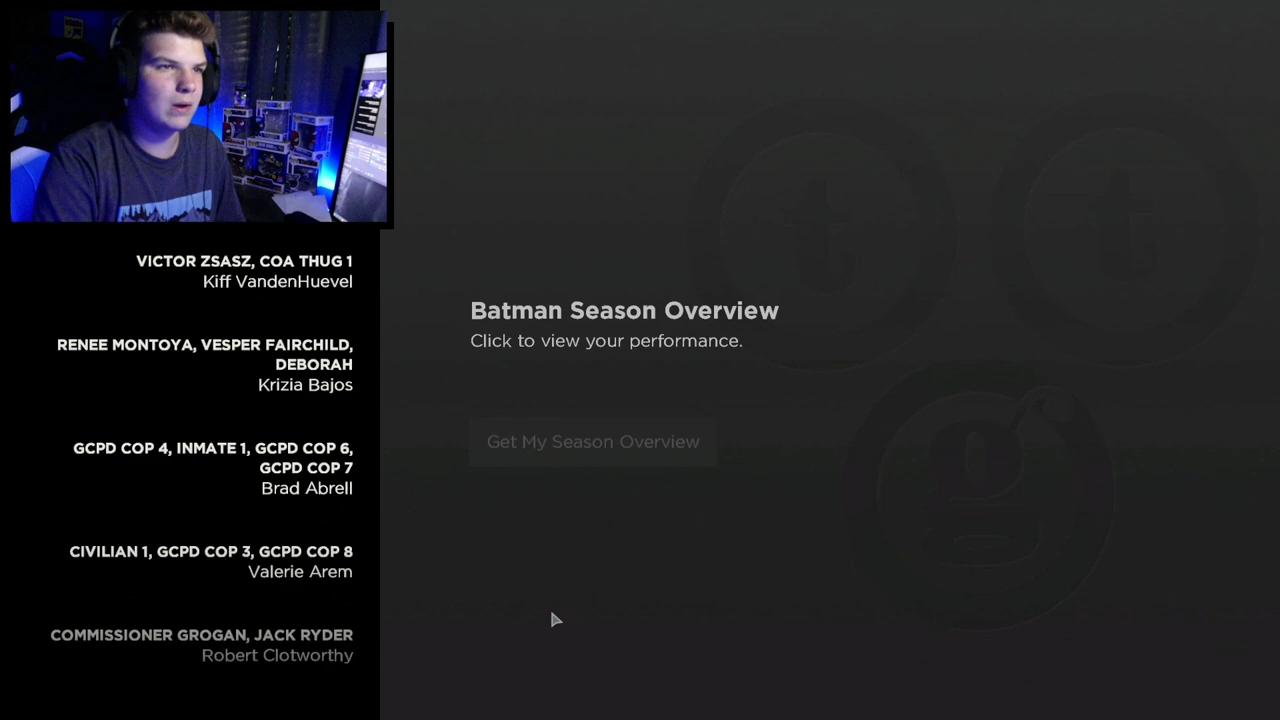 VICTOR ZSASZ, COA THUG 1
Kiff VandenHuevel
RENEE MONTOYA, VESPER FAIRCHILD,
DEBORAH
Krizia Bajos
GCPD COP 4, INMATE 1, GCPD COP 6,
GCPD COP 7
Brad Abrell
CIVILIAN 1, GCPD COP 3, GCPD COP 8
Valerie Arem
COMMISSIONER GROGAN, JACK RYDER
Robert Clotworthy
Batman Season Overview
Click to view your performance.
Get My Season Overview
t t
g